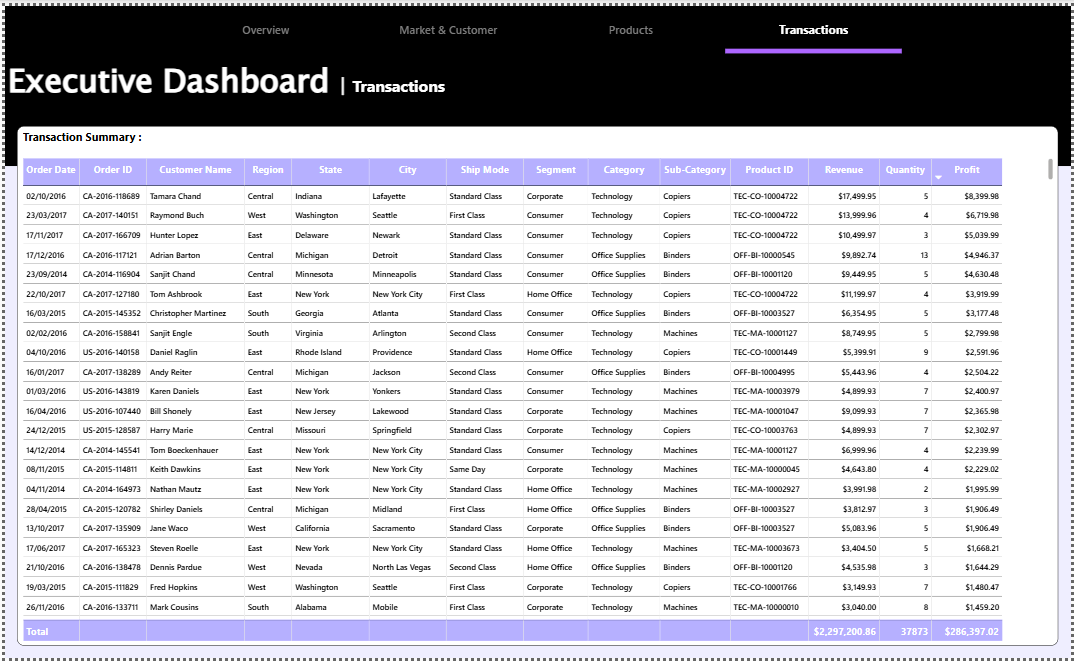 Overview Market & Customer Products Transactions
Executive Dashboard | Transactions
Transaction Summary :
Order Date Order ID Customer Name Region State City Ship Mode Segment Category Sub-Category Product ID Revenue Quantity Profit
02/10/2016 CA-2016-118689 Tamara Chand Central Indiana Lafayette Standard Class Corporate Technology Copiers TEC-CO-10004722 $17,499.95 5 $8,399.98
23/03/2017 CA-2017-140151 Raymond Buch West Washington Seattle First Class Consumer Technology Copiers TEC-CO-10004722 $13,999.96 4 $6,719.98
17/11/2017 CA-2017-166709 Hunter Lopez East Delaware Newark Standard Class Consumer Technology Copiers TEC-CO-10004722 $10,499.97 3 $5,039.99
17/12/2016 CA-2016-117121 Adrian Barton Central Michigan Detroit Standard Class Consumer Office Supplies Binders OFF-BI-10000545 $9,892.74 13 $4,946.37
23/09/2014 CA-2014-116904 Sanjit Chand Central Minnesota Minneapolis Standard Class Consumer Office Supplies Binders OFF-BI-10001120 $9,449.95 5 $4,630.48
22/10/2017 CA-2017-127180 Tom Ashbrook East New York New York City First Class Home Office Technology Copiers TEC-CO-10004722 $11,199.97 4 $3,919.99
16/03/2015 CA-2015-145352 Christopher Martinez South Georgia Atlanta Standard Class Consumer Office Supplies Binders OFF-BI-10003527 $6,354.95 5 $3,177.48
02/02/2016 CA-2016-158841 Sanjit Engle South Virginia Arlington Second Class Consumer Technology Machines TEC-MA-10001127 $8,749.95 5 $2,799.98
04/10/2016 US-2016-140158 Daniel Raglin East Rhode Island Providence Standard Class Home Office Technology Copiers TEC-CO-10001449 $5,399.91 9 $2,591.96
16/01/2017 CA-2017-138289 Andy Reiter Central Michigan Jackson Second Class Consumer Office Supplies Binders OFF-BI-10004995 $5,443.96 4 $2,504.22
01/03/2016 US-2016-143819 Karen Daniels East New York Yonkers Standard Class Consumer Technology Machines TEC-MA-10003979 $4,899.93 7 $2,400.97
16/04/2016 US-2016-107440 Bill Shonely East New Jersey Lakewood Standard Class Corporate Technology Machines TEC-MA-10001047 $9,099.93 7 $2,365.98
24/12/2015 US-2015-128587 Harry Marie Central Missouri Springfield Standard Class Corporate Technology Copiers TEC-CO-10003763 $4,899.93 7 $2,302.97
14/12/2014 CA-2014-145541 Tom Boeckenhauer East New York New York City Standard Class Consumer Technology Machines TEC-MA-10001127 $6,999.96 4 $2,239.99
08/11/2015 CA-2015-114811 Keith Dawkins East New York New York City Same Day Corporate Technology Machines TEC-MA-10000045 $4,643.80 4 $2,229.02
04/11/2014 CA-2014-164973 Nathan Mautz East New York New York City Standard Class Home Office Technology Machines TEC-MA-10002927 $3,991.98 2 $1,995.99
28/04/2015 CA-2015-120782 Shirley Daniels Central Michigan Midland First Class Home Office Office Supplies Binders OFF-BI-10003527 $3,812.97 3 $1,906.49
13/10/2017 CA-2017-135909 Jane Waco West California Sacramento Standard Class Corporate Office Supplies Binders OFF-BI-10003527 $5,083.96 5 $1,906.49
17/06/2017 CA-2017-165323 Steven Roelle East New York New York City Standard Class Home Office Technology Machines TEC-MA-10003673 $3,404.50 5 $1,668.21
21/10/2016 CA-2016-138478 Dennis Pardue West Nevada North Las Vegas Second Class Home Office Office Supplies Binders OFF-BI-10001120 $4,535.98 3 $1,644.29
19/03/2015 CA-2015-111829 Fred Hopkins West Washington Seattle First Class Corporate Technology Copiers TEC-CO-10001766 $3,149.93 7 $1,480.47
26/11/2016 CA-2016-133711 Mark Cousins South Alabama Mobile First Class Corporate Technology Machines TEC-MA-10000010 $3,040.00 8 $1,459.20
Total $2,297,200.86 37873 $286,397.02